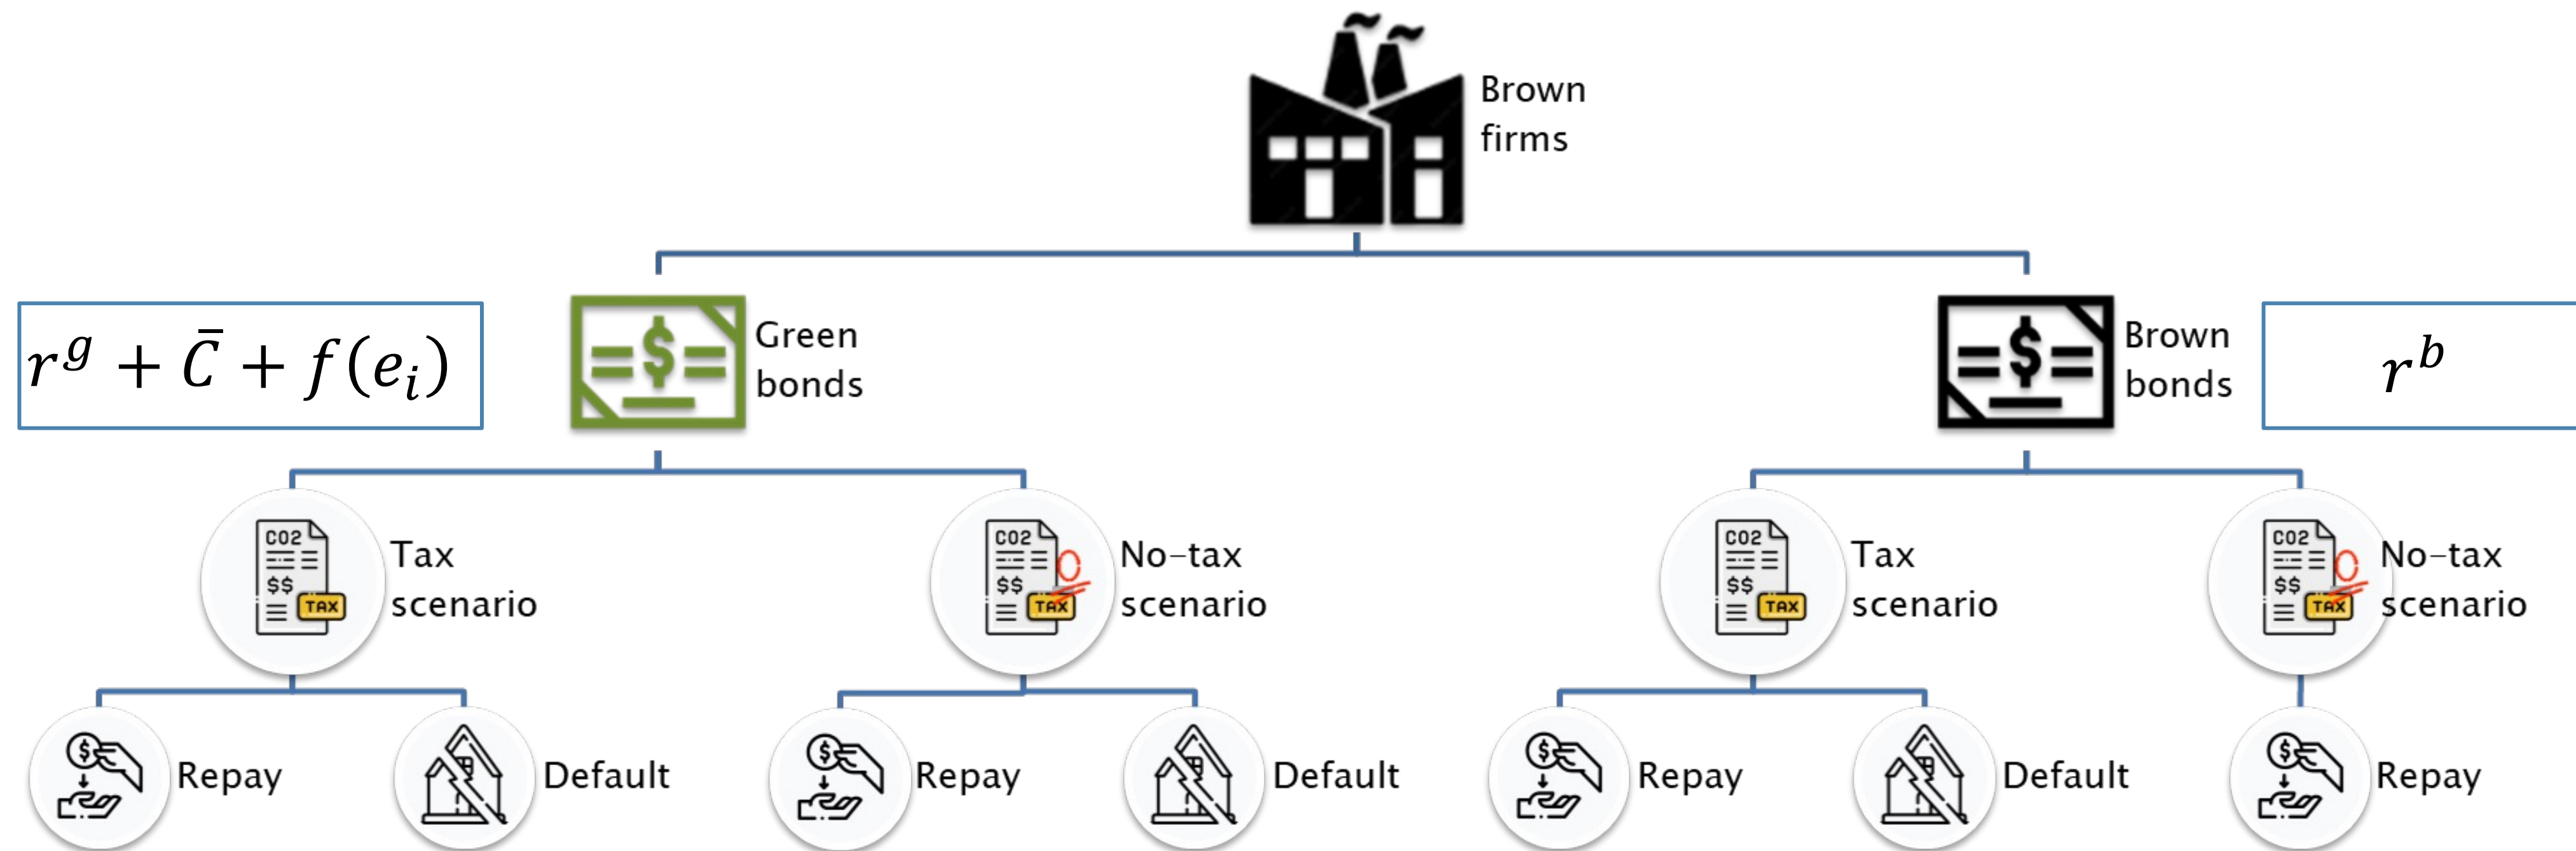 Brown
firms
r^g + C̄ + f(e_i)
Green
bonds
Brown
bonds
r^b
CO2
$$
TAX
Tax
scenario
CO2
$$
TAX
No-tax
scenario
CO2
$$
TAX
Tax
scenario
CO2
$$
TAX
No-tax
scenario
Repay
Default
Repay
Default
Repay
Default
Repay